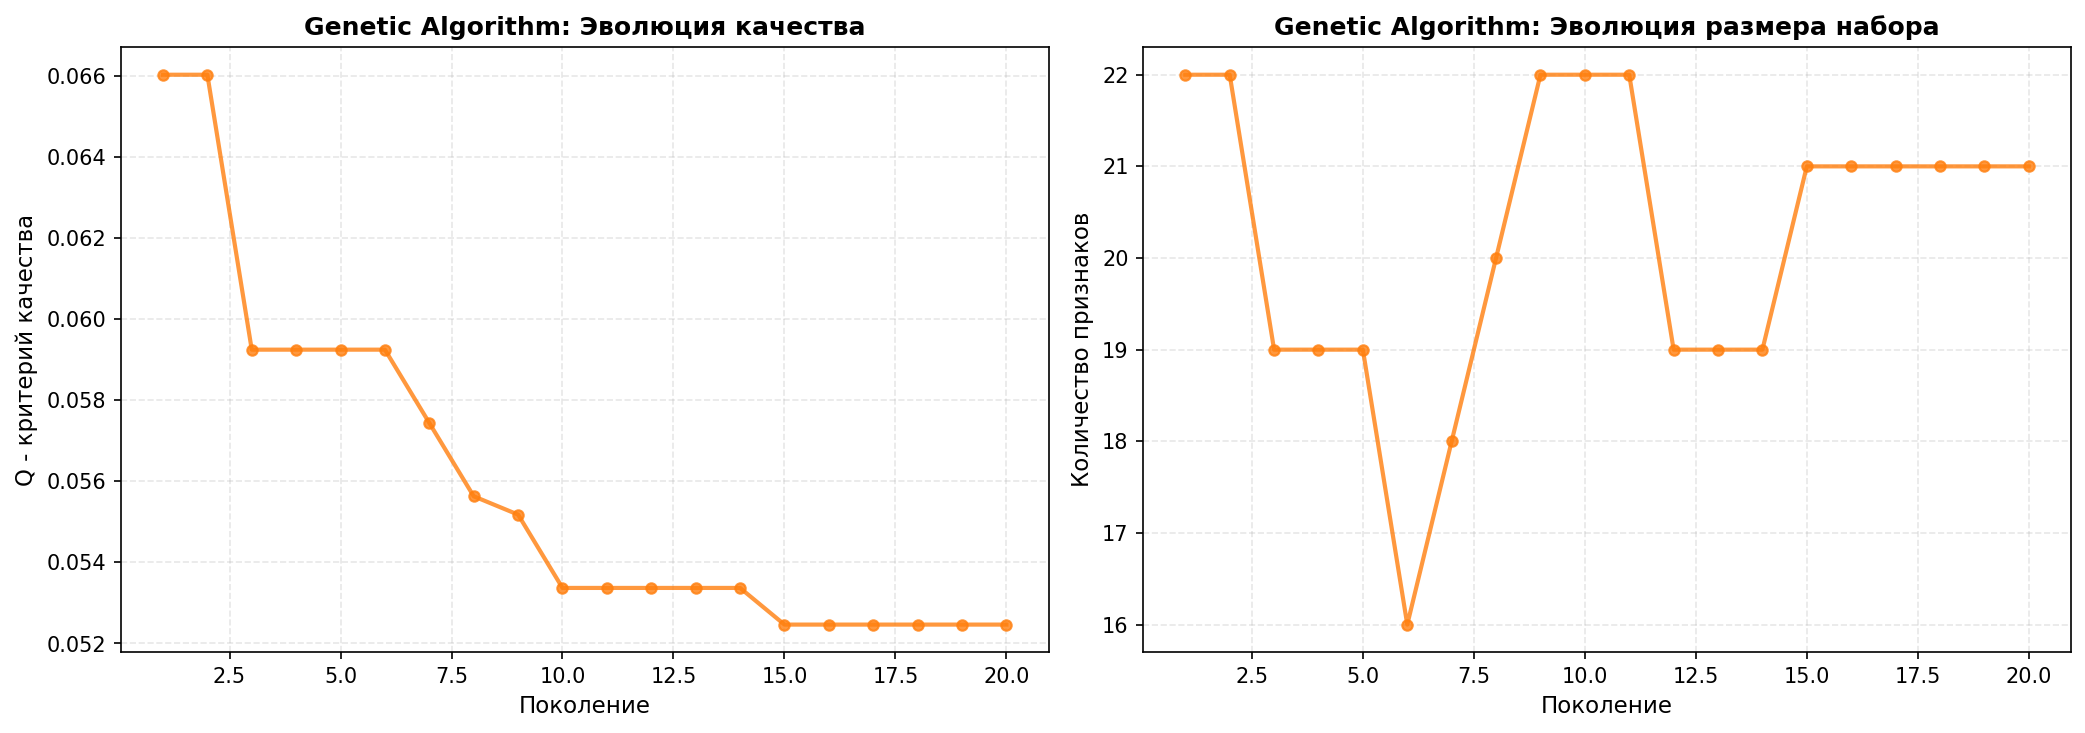 Genetic Algorithm: Эволюция качества
Q - критерий качества
0.066
0.064
0.062
0.060
0.058
0.056
0.054
0.052
2.5 5.0 7.5 10.0 12.5 15.0 17.5 20.0
Поколение
Genetic Algorithm: Эволюция размера набора
Количество признаков
22
21
20
19
18
17
16
2.5 5.0 7.5 10.0 12.5 15.0 17.5 20.0
Поколение